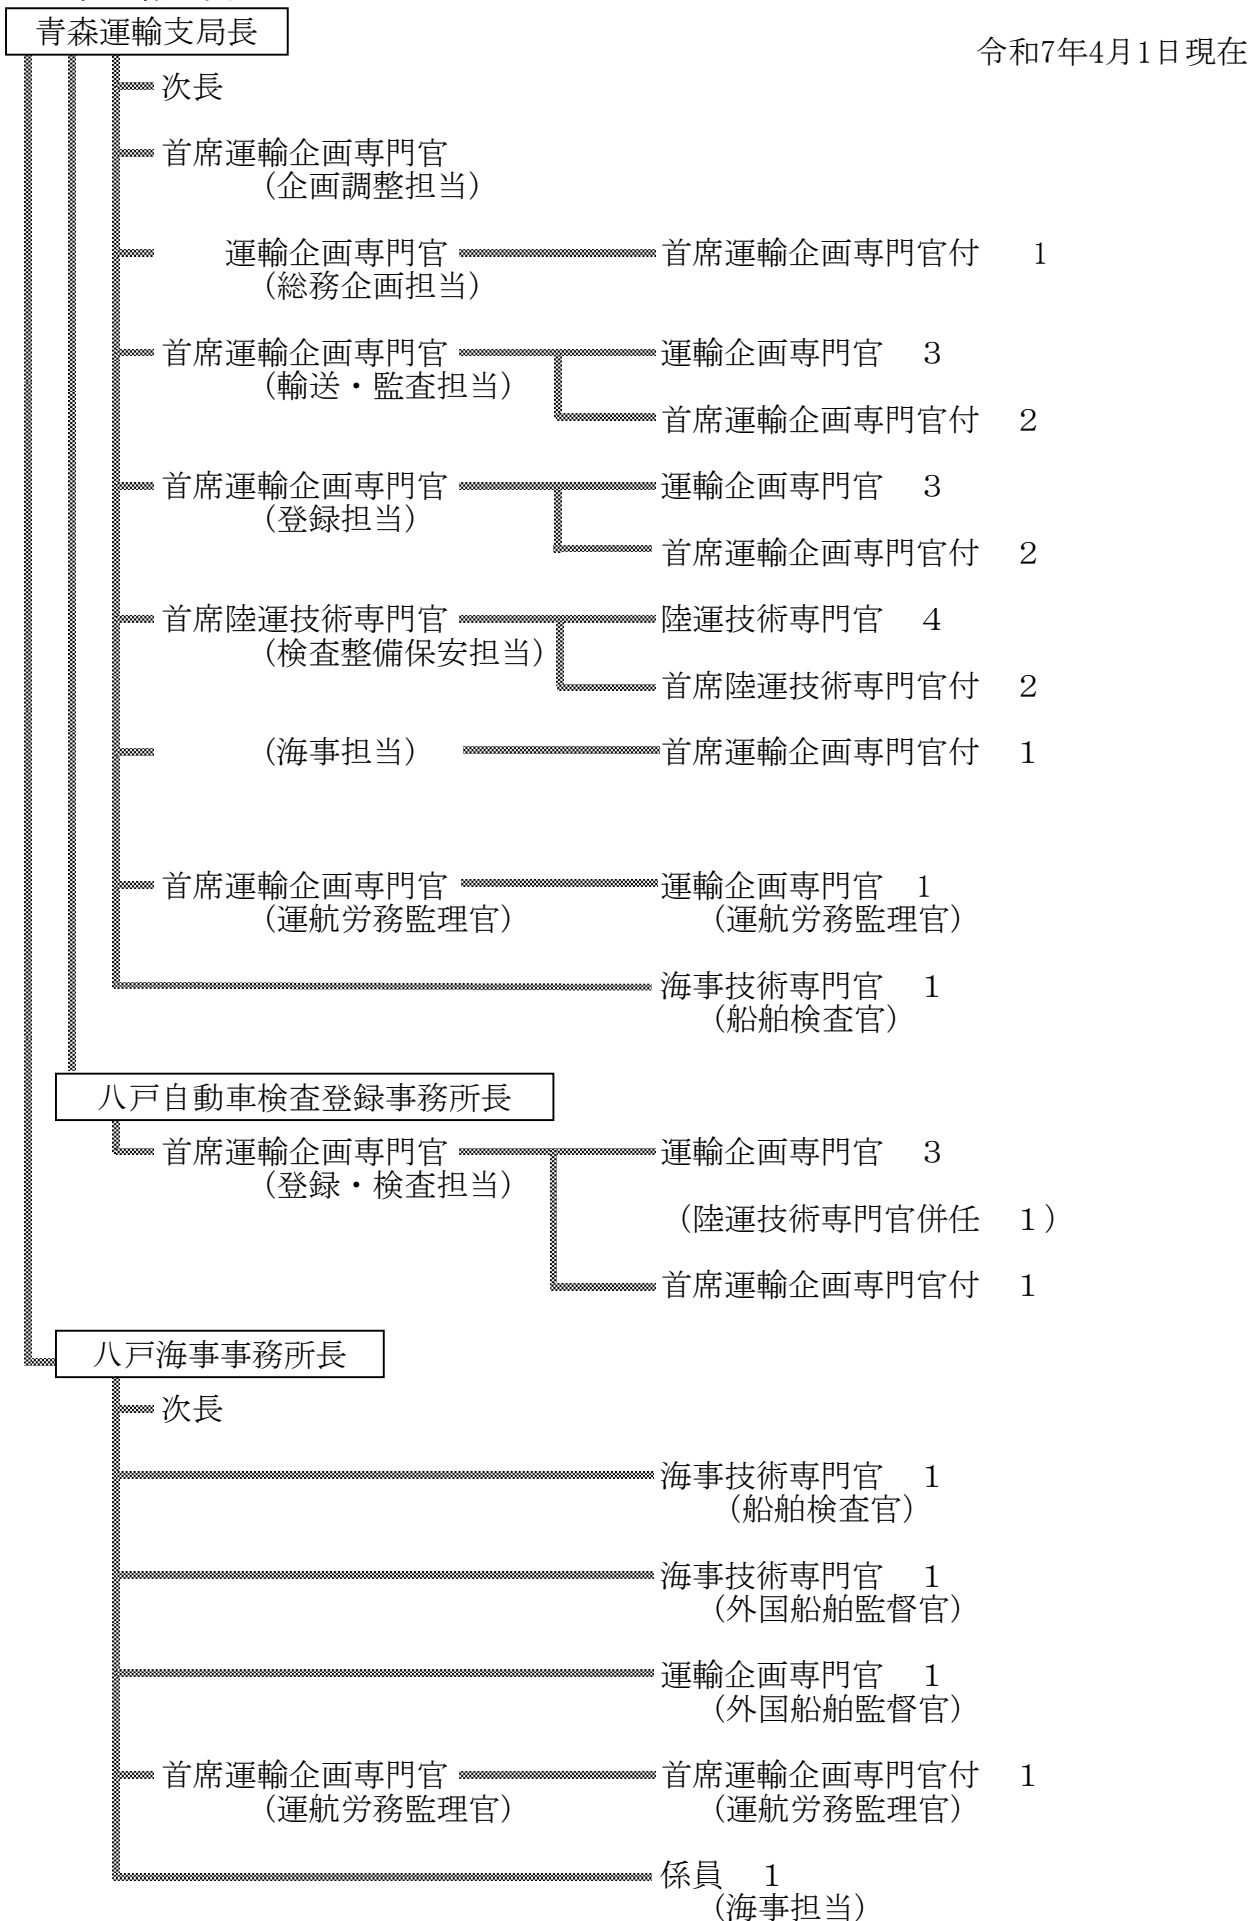 青森運輸支局長
令和7年4月1日現在
次長
首席運輸企画専門官
(企画調整担当)
運輸企画専門官 首席運輸企画専門官付 1
(総務企画担当)
首席運輸企画専門官 運輸企画専門官 3
(輸送・監査担当)
首席運輸企画専門官付 2
首席運輸企画専門官 運輸企画専門官 3
(登録担当)
首席運輸企画専門官付 2
首席陸運技術専門官 陸運技術専門官 4
(検査整備保安担当)
首席陸運技術専門官付 2
(海事担当) 首席運輸企画専門官付 1
首席運輸企画専門官 運輸企画専門官 1
(運航労務監理官) (運航労務監理官)
海事技術専門官 1
(船舶検査官)
八戸自動車検査登録事務所長
首席運輸企画専門官 運輸企画専門官 3
(登録・検査担当)
(陸運技術専門官併任 1)
首席運輸企画専門官付 1
八戸海事事務所長
次長
海事技術専門官 1
(船舶検査官)
海事技術専門官 1
(外国船舶監督官)
運輸企画専門官 1
(外国船舶監督官)
首席運輸企画専門官 首席運輸企画専門官付 1
(運航労務監理官) (運航労務監理官)
係員 1
(海事担当)